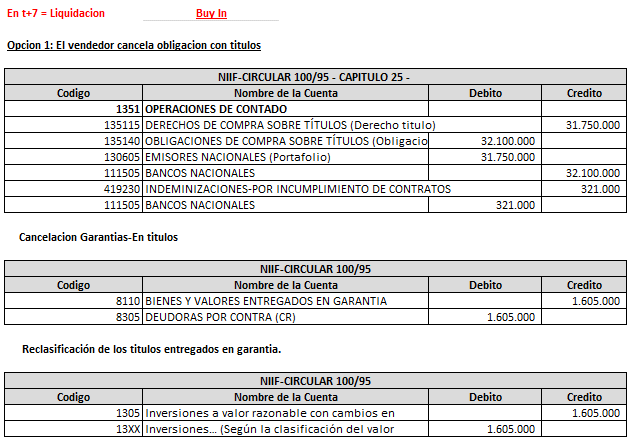 En t+7 = Liquidacion Buy In
Opcion 1: El vendedor cancela obligacion con titulos
NIIF-CIRCULAR 100/95 - CAPITULO 25 -
Codigo Nombre de la Cuenta Debito Credito
1351 OPERACIONES DE CONTADO
135115 DERECHOS DE COMPRA SOBRE TÍTULOS (Derecho titulo) 31.750.000
135140 OBLIGACIONES DE COMPRA SOBRE TÍTULOS (Obligacio 32.100.000
130605 EMISORES NACIONALES (Portafolio) 31.750.000
111505 BANCOS NACIONALES 32.100.000
419230 INDEMINIZACIONES-POR INCUMPLIMIENTO DE CONTRATOS 321.000
111505 BANCOS NACIONALES 321.000
Cancelacion Garantias-En titulos
NIIF-CIRCULAR 100/95
Codigo Nombre de la Cuenta Debito Credito
8110 BIENES Y VALORES ENTREGADOS EN GARANTIA 1.605.000
8305 DEUDORAS POR CONTRA (CR) 1.605.000
Reclasificación de los titulos entregados en garantia.
NIIF-CIRCULAR 100/95
Codigo Nombre de la Cuenta Debito Credito
1305 Inversiones a valor razonable con cambios en 1.605.000
13XX Inversiones... (Según la clasificación del valor 1.605.000